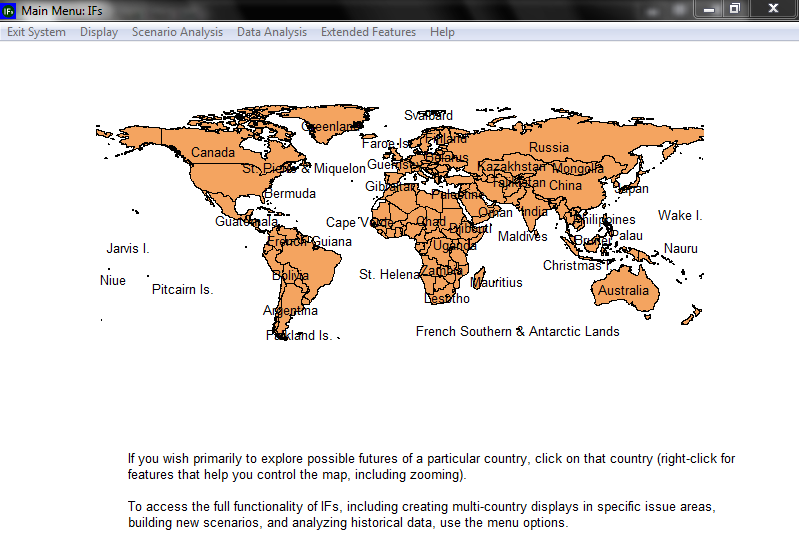 IFs Main Menu: IFs
Exit System Display Scenario Analysis Data Analysis Extended Features Help
Svalbard
Greenland
Finland
Faroe Is.
Russia
Canada
Belarus
Guernsey
St. Pierre & Miquelon
Kazakhstan
Mongolia
Tajikistan
China
Gibraltar
Japan
Bermuda
Palestine
Oman
India
Wake I.
Guatemala
Cape Verde
Chad
Philippines
Djibouti
Maldives
Palau
French Guiana
Uganda
Brunei
Jarvis I.
Nauru
Christmas I.
St. Helena
Zambia
Bolivia
Niue
Mauritius
Pitcairn Is.
Australia
Lesotho
Argentina
French Southern & Antarctic Lands
Falkland Is.
If you wish primarily to explore possible futures of a particular country, click on that country (right-click for
features that help you control the map, including zooming).
To access the full functionality of IFs, including creating multi-country displays in specific issue areas,
building new scenarios, and analyzing historical data, use the menu options.